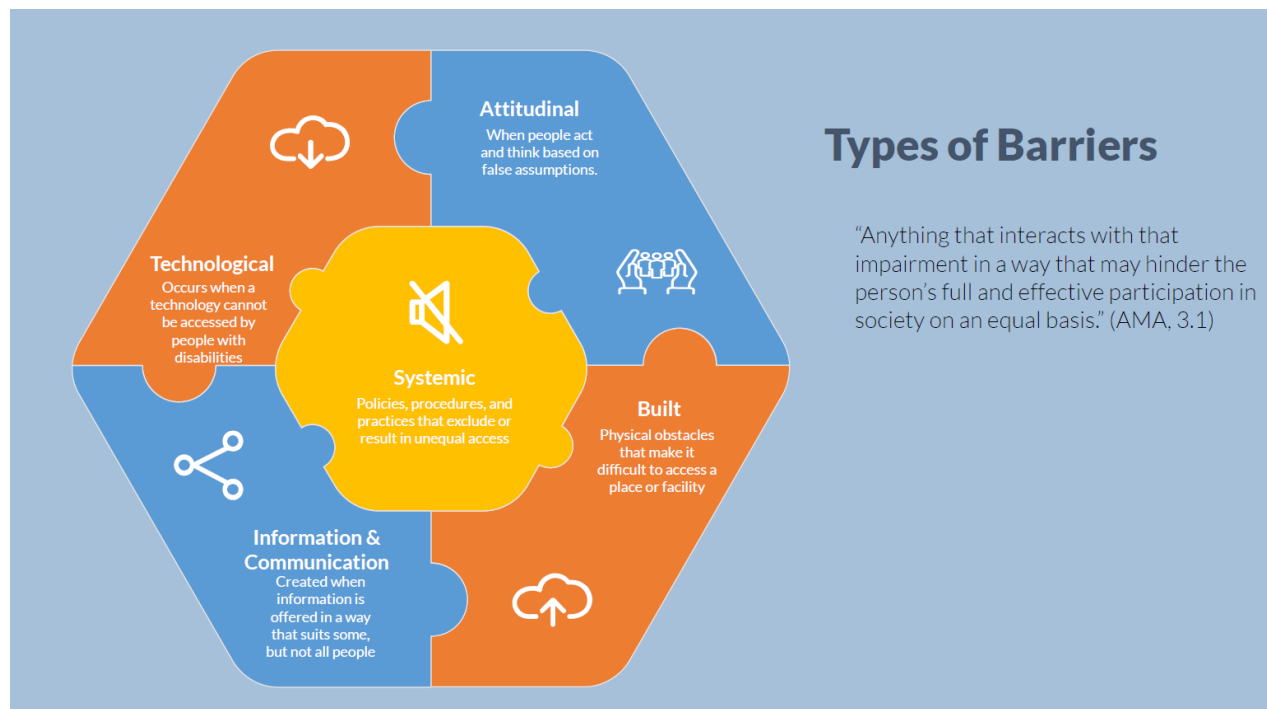 Types of Barriers
“Anything that interacts with that
impairment in a way that may hinder the
person’s full and effective participation in
society on an equal basis.” (AMA, 3.1)
Attitudinal
When people act
and think based on
false assumptions.
Technological
Occurs when a
technology cannot
be accessed by
people with
disabilities
Systemic
Policies, procedures, and
practices that exclude or
result in unequal access
Built
Physical obstacles
that make it
difficult to access a
place or facility
Information &
Communication
Created when
information is
offered in a way
that suits some,
but not all people